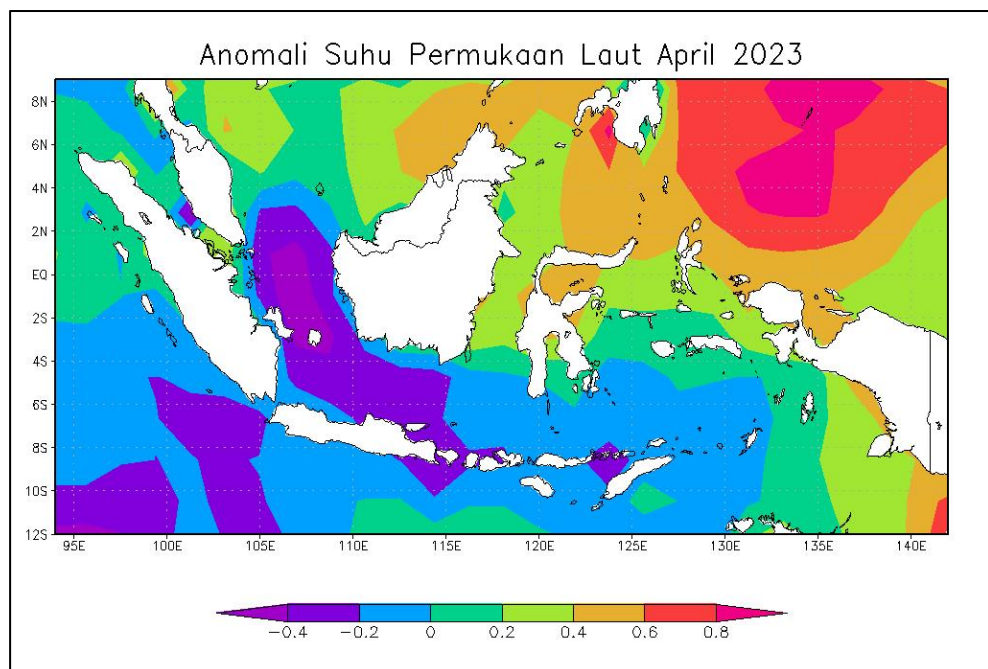 Anomali Suhu Permukaan Laut April 2023
8N
6N
4N
2N
EQ
2S
4S
6S
8S
10S
12S
95E 100E 105E 110E 115E 120E 125E 130E 135E 140E
−0.4 −0.2 0 0.2 0.4 0.6 0.8